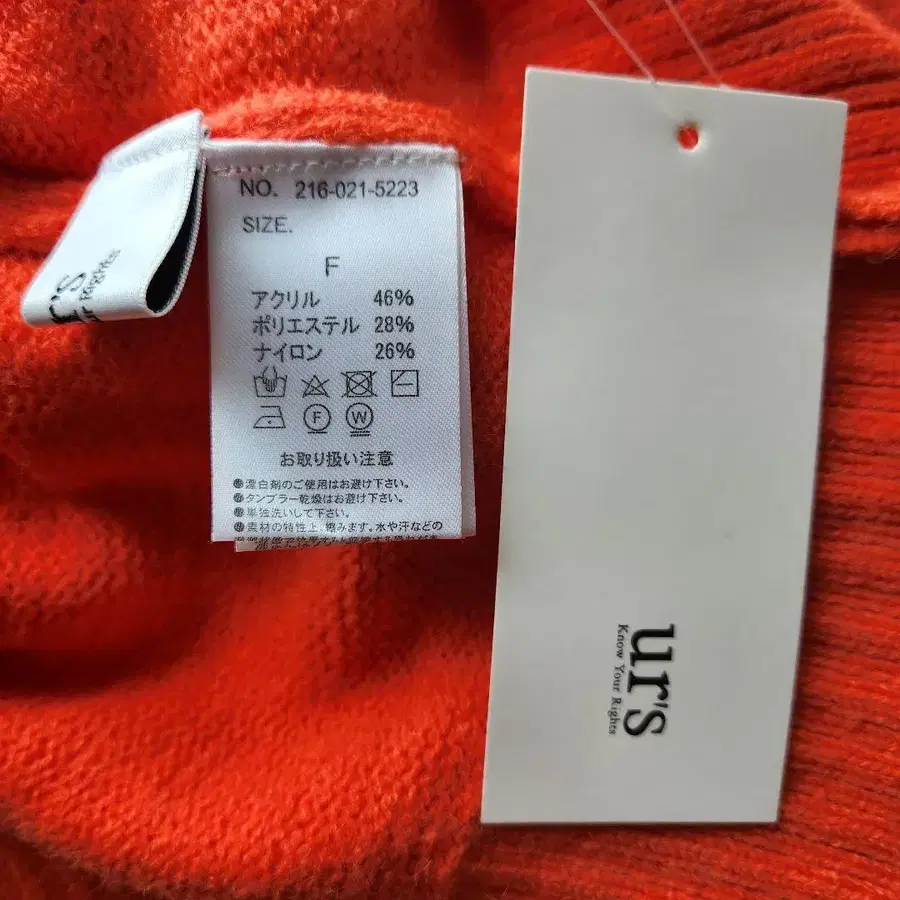 NO. 216-021-5223
SIZE.
F
アクリル 46%
ポリエステル 28%
ナイロン 26%
F W
お取り扱い注意
●漂白剤のご使用はお避け下さい。
●タンブラー乾燥はお避け下さい。
●単独洗いして下さい。
●素材の特性上、縮みます。水や汗などの
ur's
Know Your Rights
r's
Rights